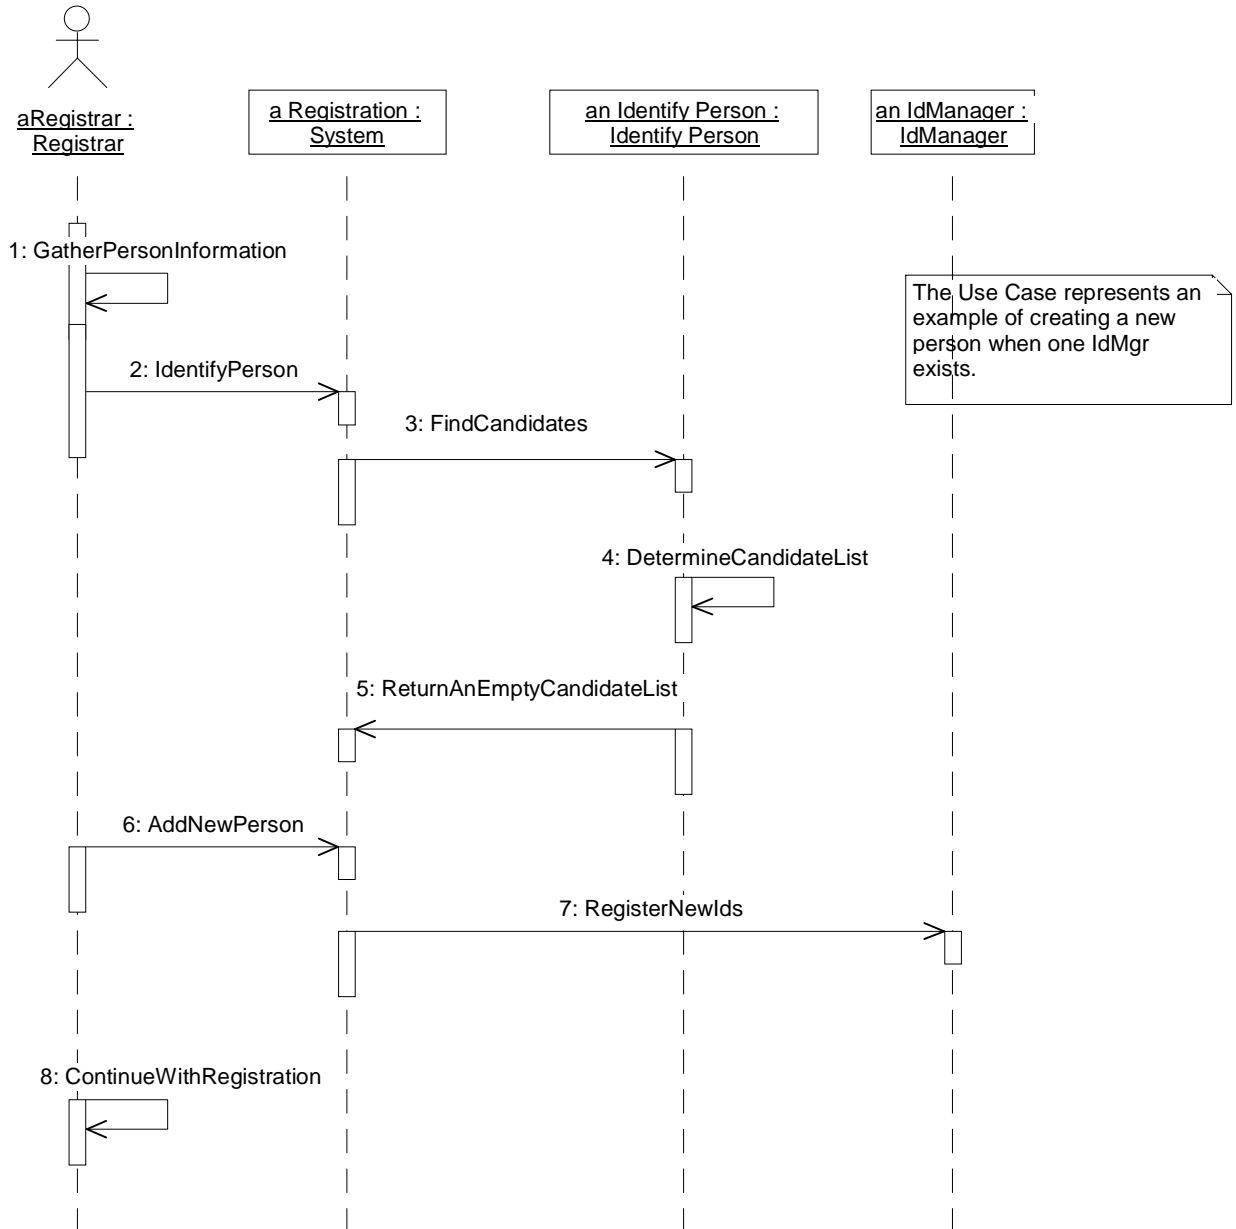 aRegistrar :
Registrar
a Registration :
System
an Identify Person :
Identify Person
an IdManager :
IdManager
1: GatherPersonInformation
The Use Case represents an
example of creating a new
person when one IdMgr
exists.
2: IdentifyPerson
3: FindCandidates
4: DetermineCandidateList
5: ReturnAnEmptyCandidateList
6: AddNewPerson
7: RegisterNewIds
8: ContinueWithRegistration